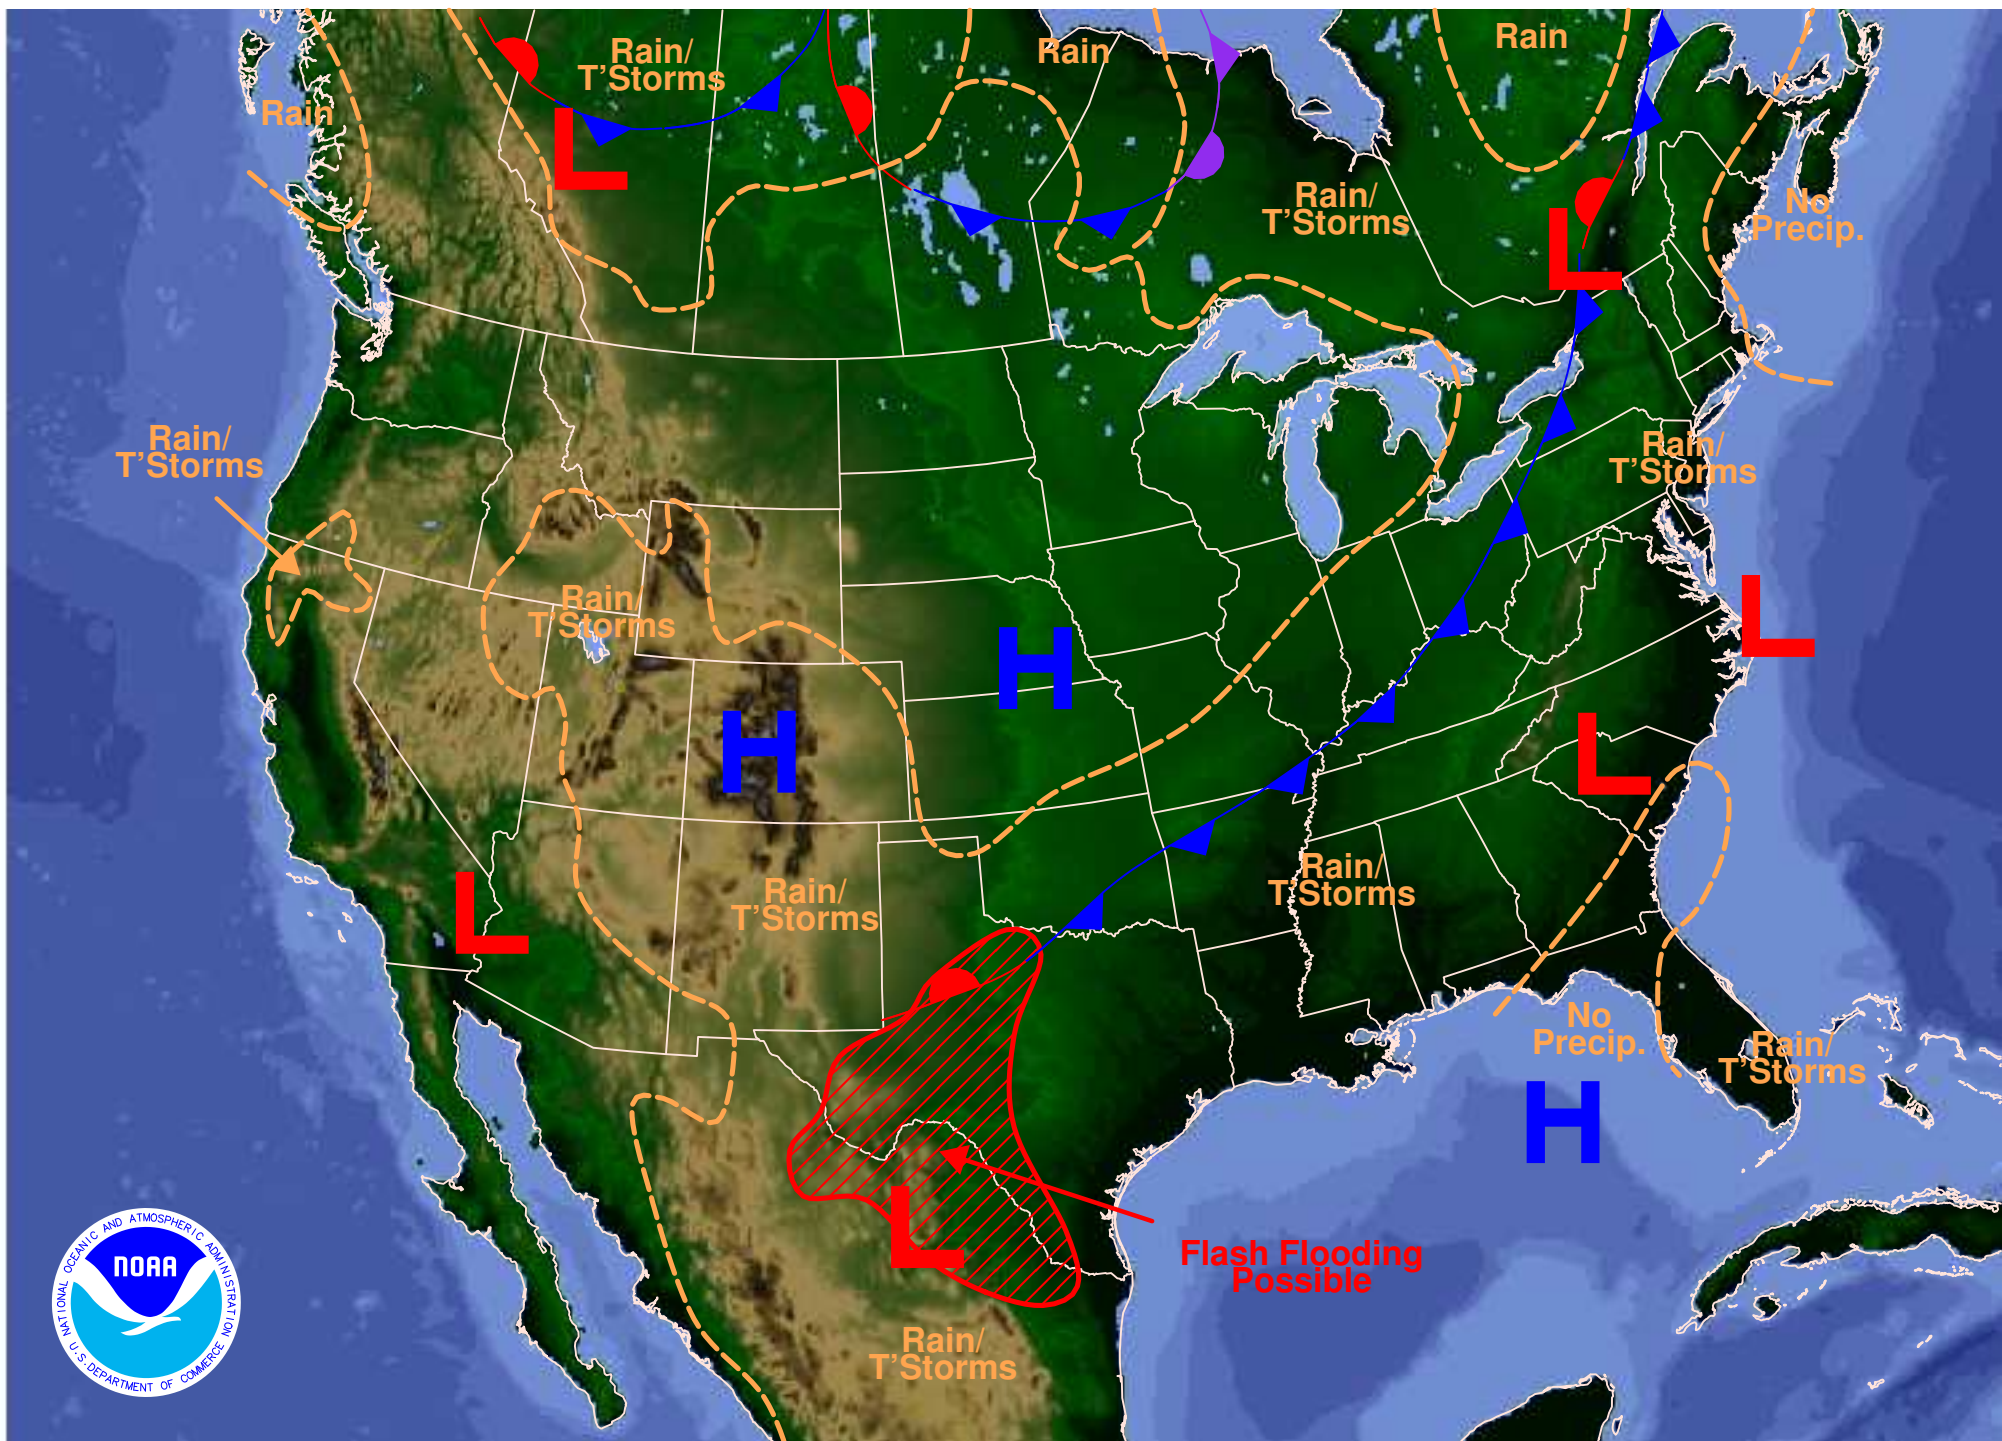 Rain/
T'Storms
Rain
Rain
Rain
Rain/
T'Storms
No
Precip.
Rain/
T'Storms
Rain/
T'Storms
Rain/
T'Storms
L
L
H
L
H
L
Rain/
T'Storms
Rain/
T'Storms
L
No
Precip.
Rain/
T'Storms
H
L
Flash Flooding
Possible
Rain/
T'Storms
NATIONAL OCEANIC AND ATMOSPHERIC ADMINISTRATION
NOAA
U.S. DEPARTMENT OF COMMERCE